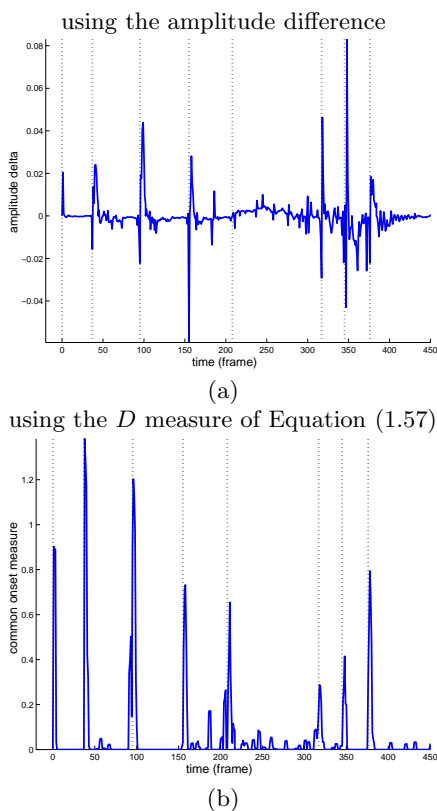 using the amplitude difference
0.08
0.06
0.04
0.02
0
−0.02
−0.04
amplitude delta
0 50 100 150 200 250 300 350 400 450
time (frame)
(a)
using the D measure of Equation (1.57)
1.2
1
0.8
0.6
0.4
0.2
0
common onset measure
0 50 100 150 200 250 300 350 400 450
time (frame)
(b)